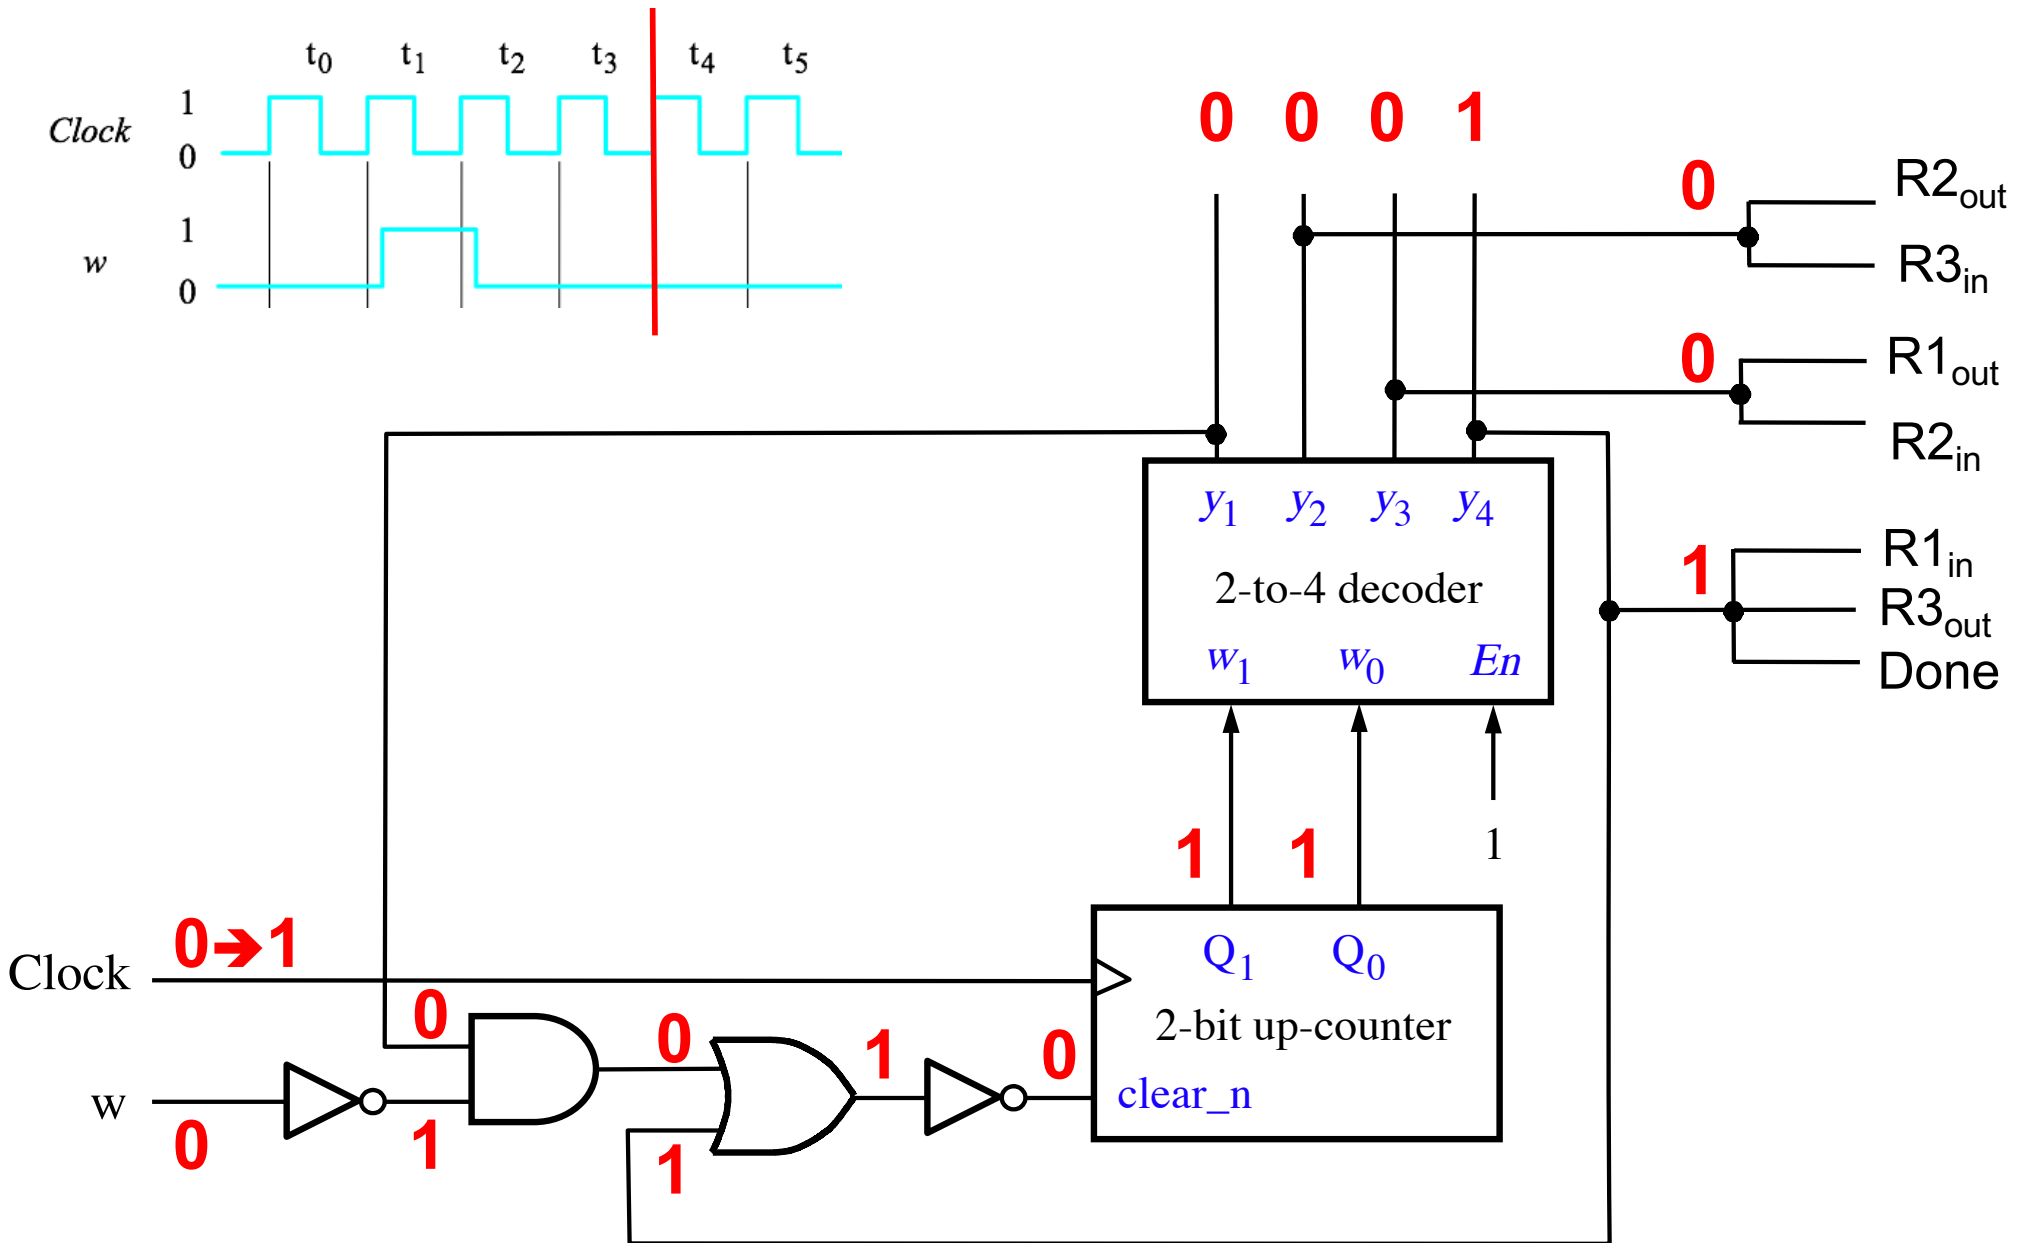 t0 t1 t2 t3 t4 t5
1
Clock
0
1
w
0
0 0 0 1
0
R2out
R3in
0
R1out
R2in
y1 y2 y3 y4
2-to-4 decoder
w1 w0 En
1
R1in
R3out
Done
1 1 1
Clock
0➔1
Q1 Q0
2-bit up-counter
clear_n
0 0 1 0
w
0 1 1